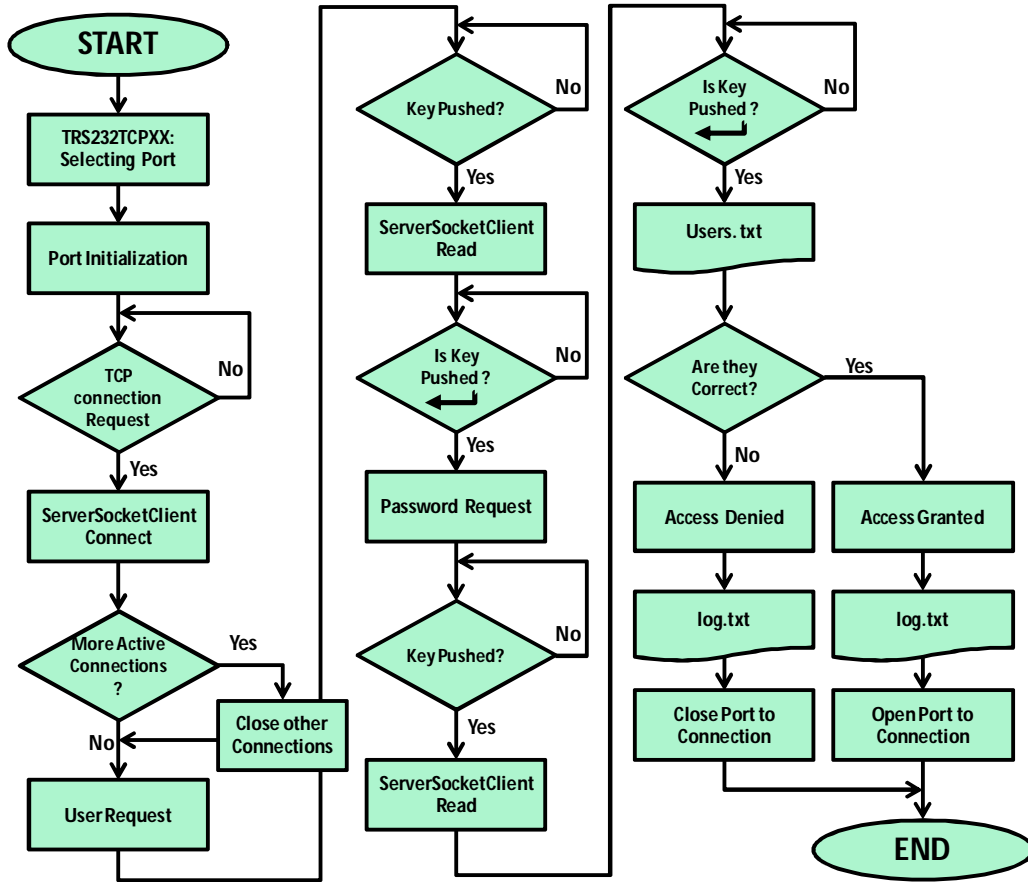 START
TRS232TCPXX:
Selecting Port
Port Initialization
TCP
connection
Request
No
Yes
ServerSocketClient
Connect
More Active
Connections
?
Yes
No
Close other
Connections
User Request
Key Pushed?
No
Yes
ServerSocketClient
Read
Is Key
Pushed ?
No
Yes
Password Request
Key Pushed?
No
Yes
ServerSocketClient
Read
Is Key
Pushed ?
No
Yes
Users. txt
Are they
Correct?
Yes
No
Access Denied
log.txt
Close Port to
Connection
Access Granted
log.txt
Open Port to
Connection
END